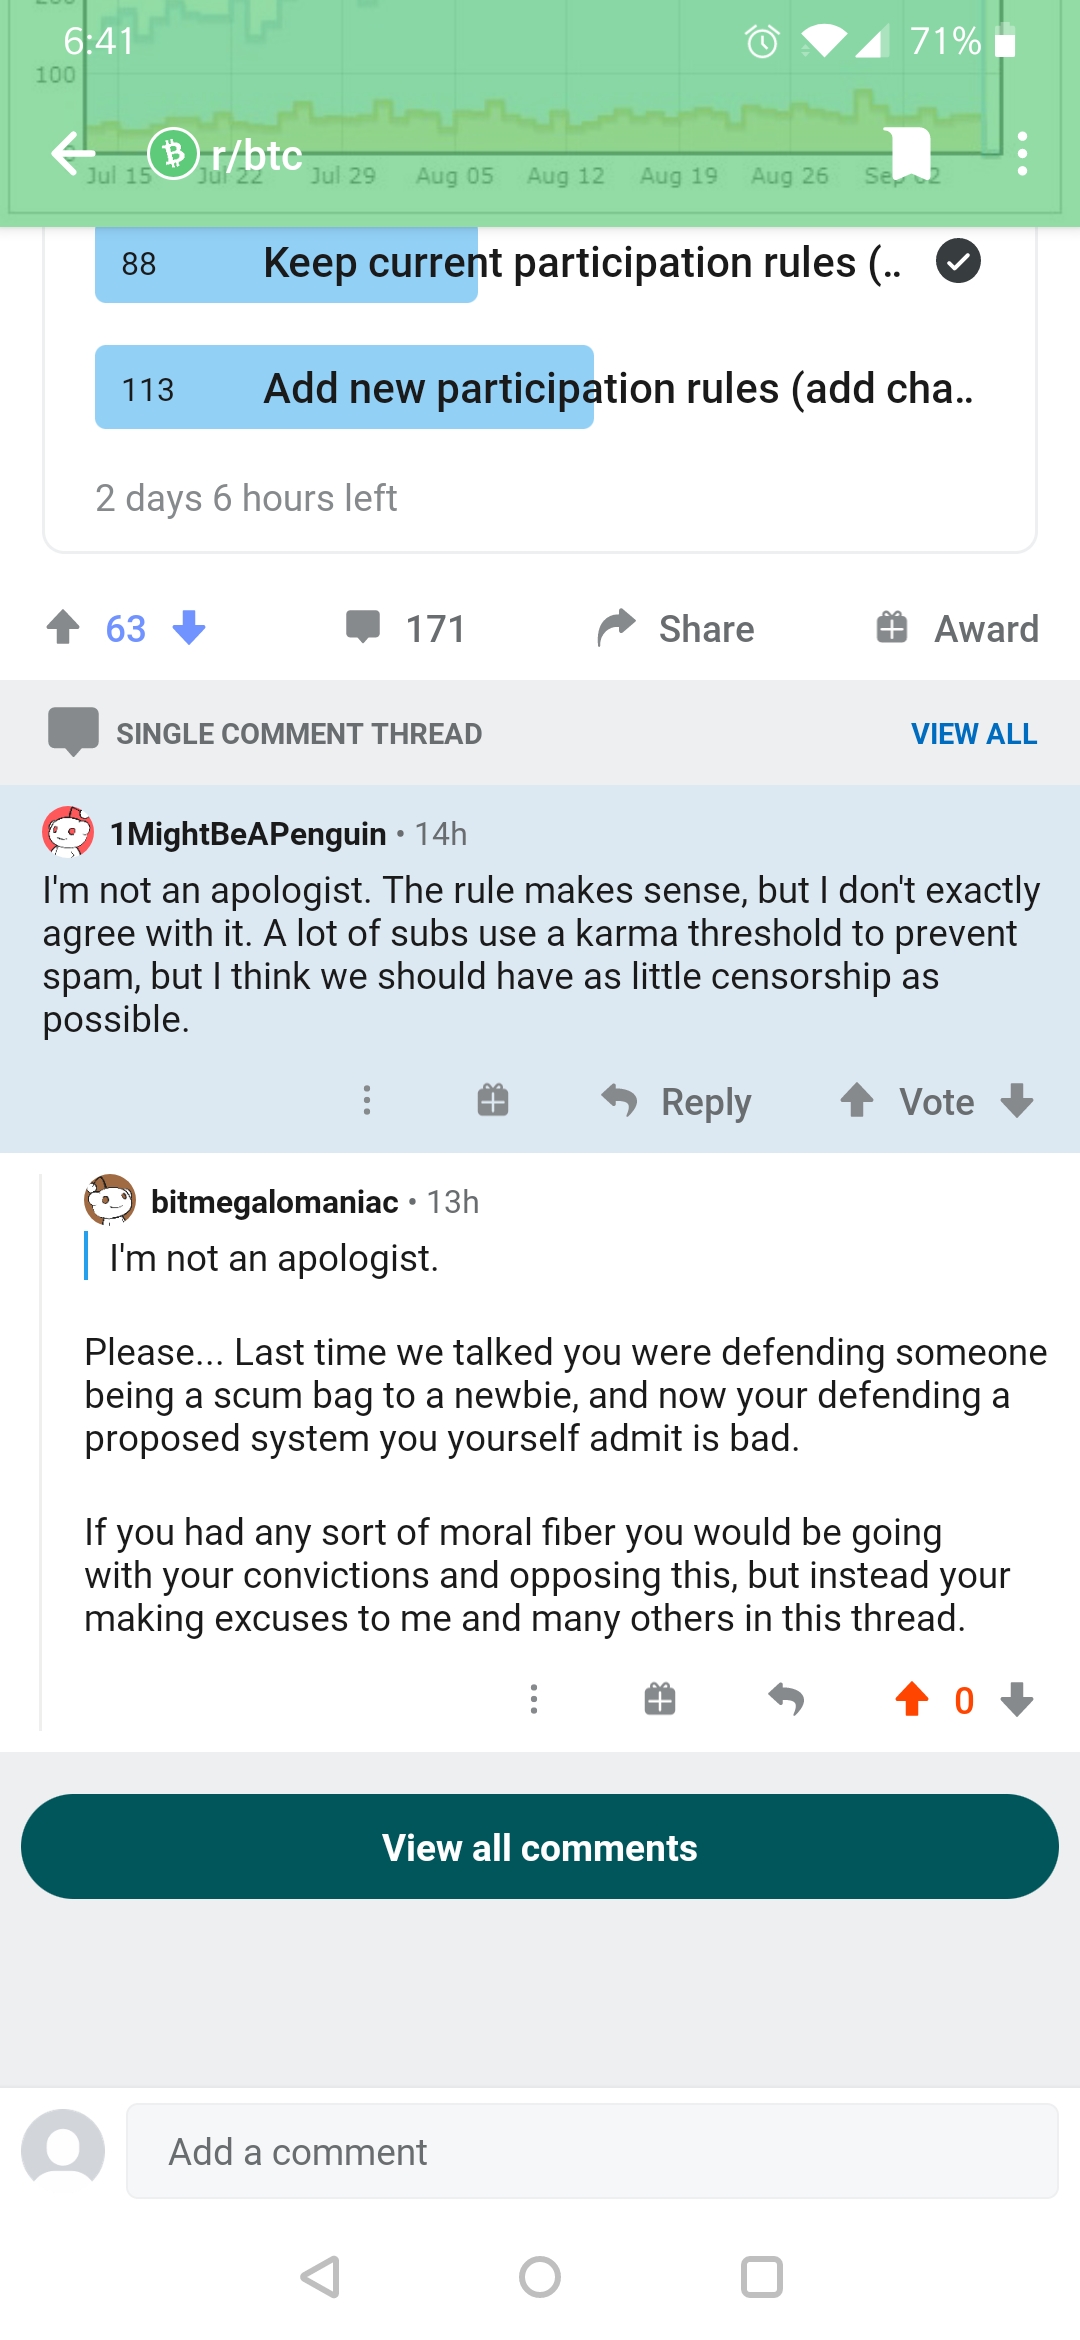 200
6:41
71%
100
r/btc
Jul 15 Jul 22 Jul 29 Aug 05 Aug 12 Aug 19 Aug 26 Sep 02
88 Keep current participation rules (..
113 Add new participation rules (add cha..
2 days 6 hours left
63 171 Share Award
SINGLE COMMENT THREAD VIEW ALL
1MightBeAPenguin • 14h
I'm not an apologist. The rule makes sense, but I don't exactly
agree with it. A lot of subs use a karma threshold to prevent
spam, but I think we should have as little censorship as
possible.
Reply Vote
bitmegalomaniac • 13h
I'm not an apologist.
Please... Last time we talked you were defending someone
being a scum bag to a newbie, and now your defending a
proposed system you yourself admit is bad.
If you had any sort of moral fiber you would be going
with your convictions and opposing this, but instead your
making excuses to me and many others in this thread.
0
View all comments
Add a comment